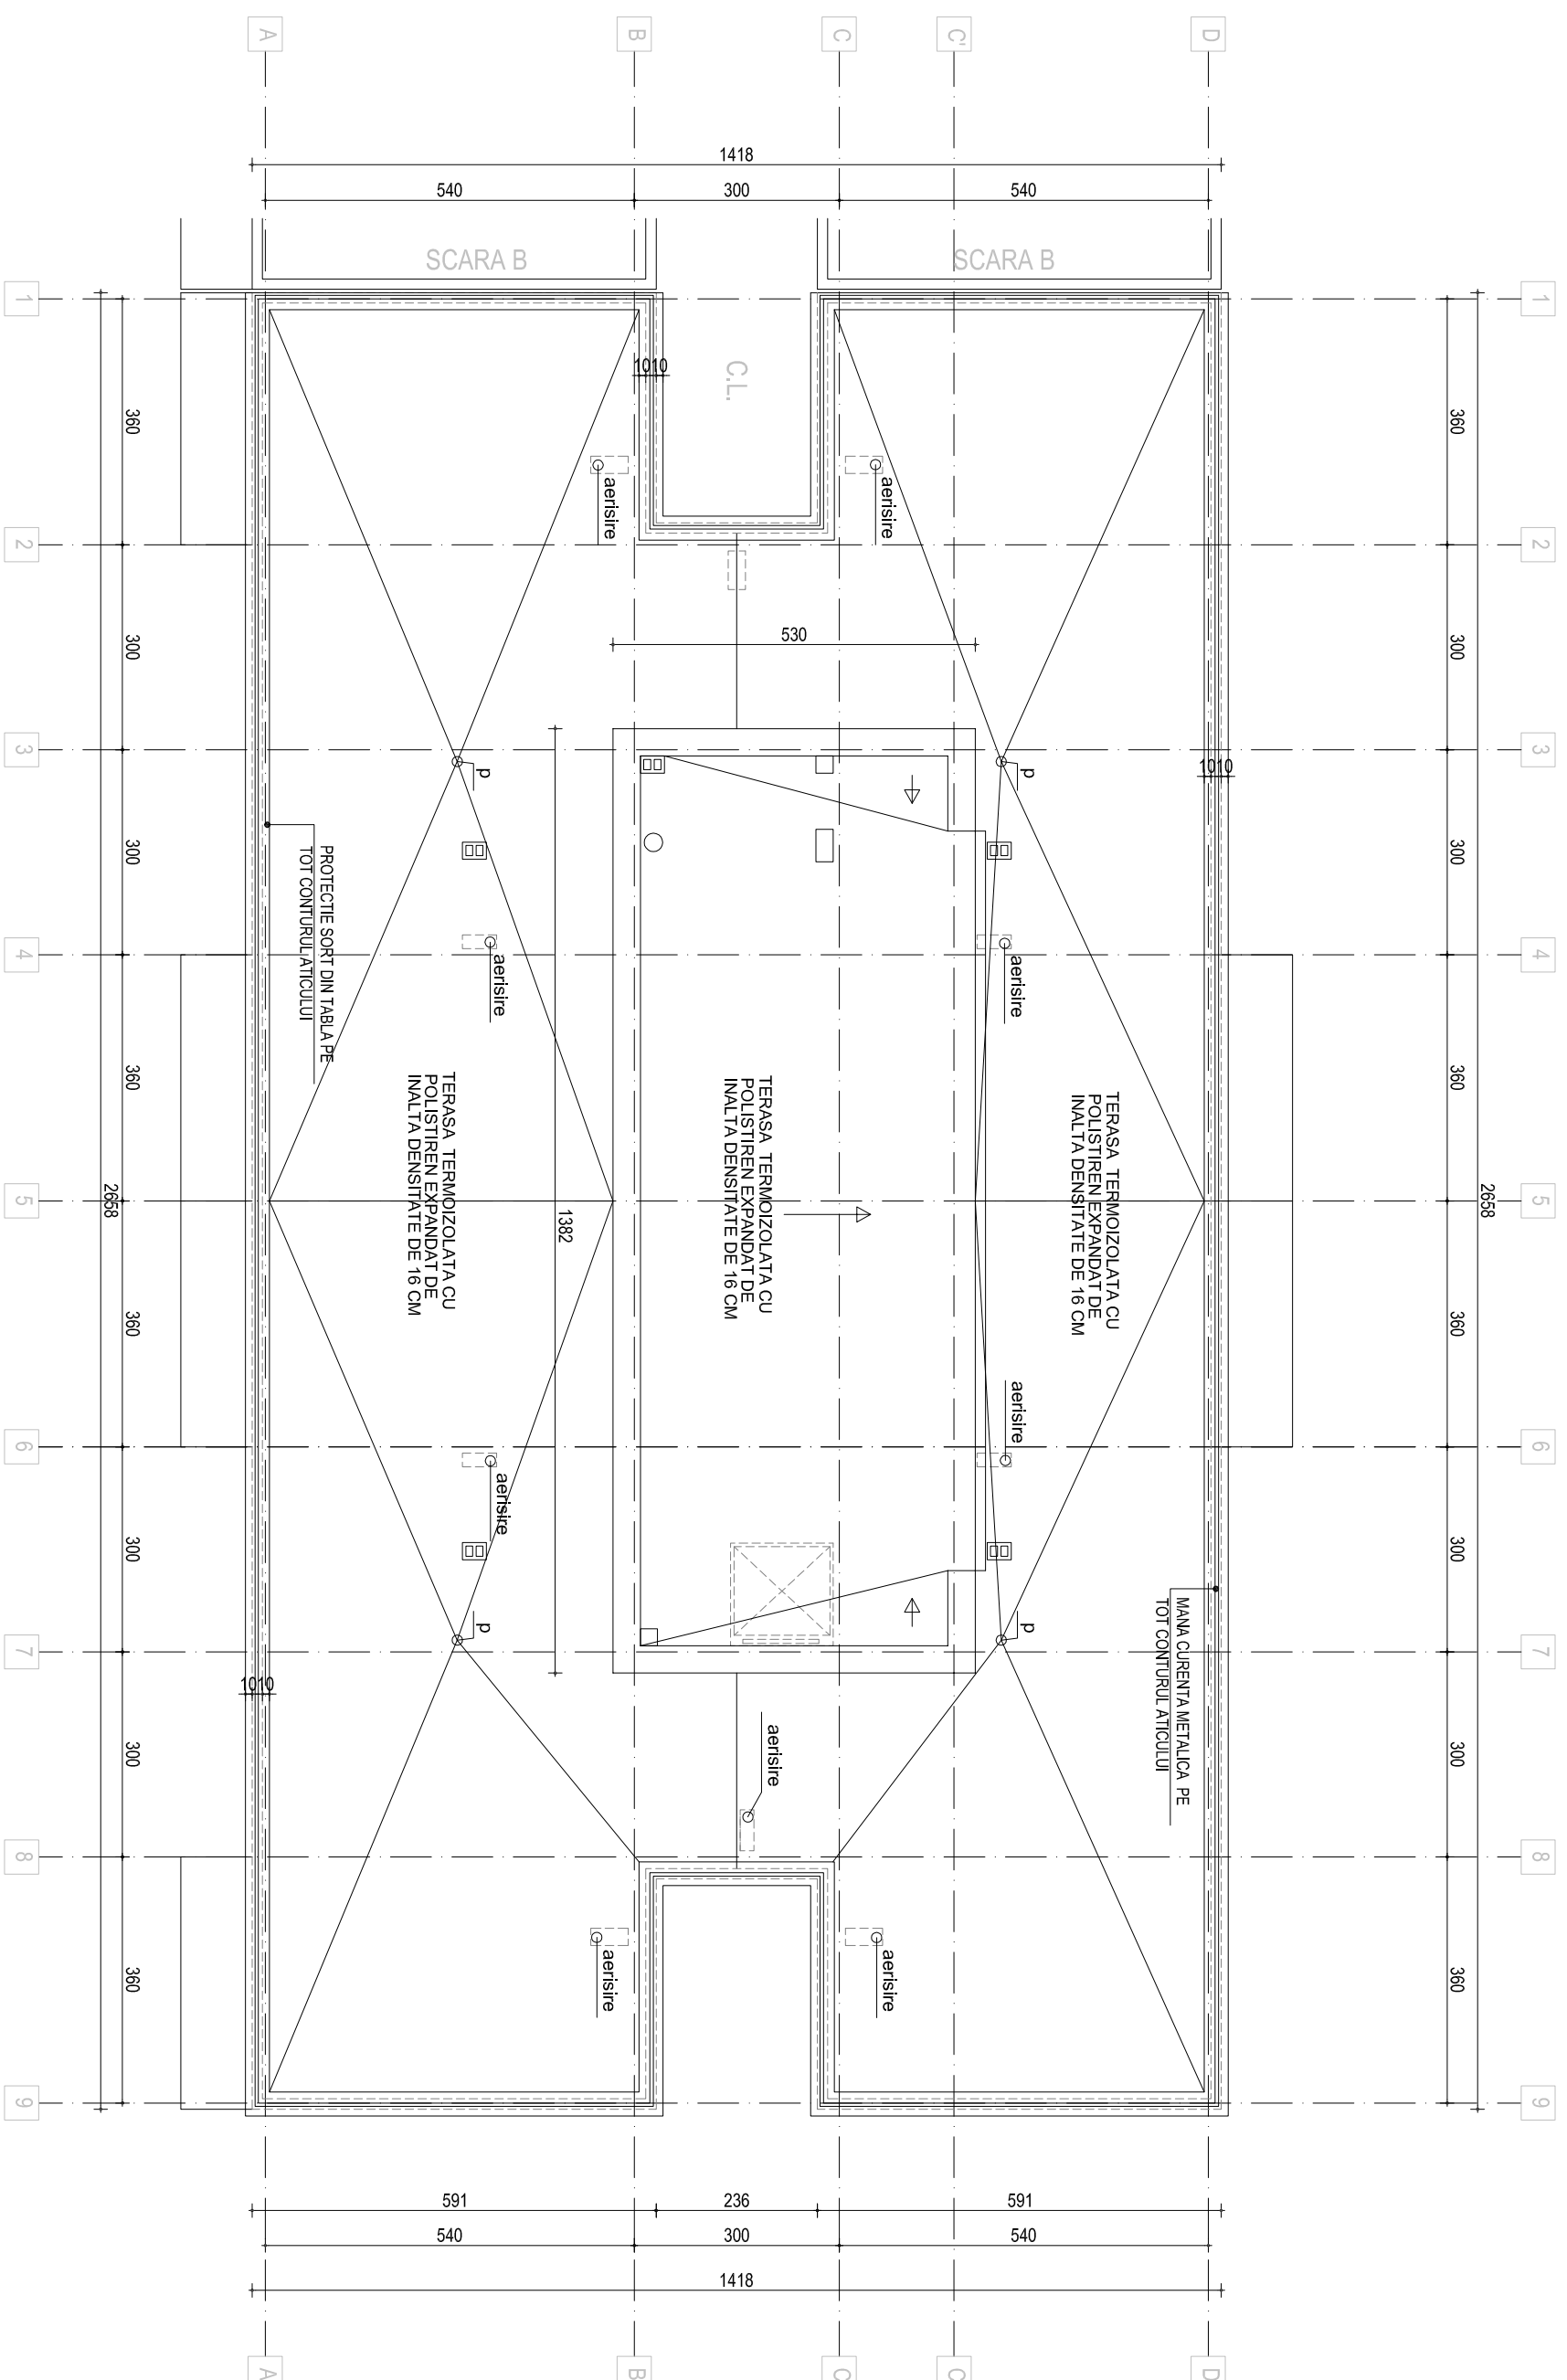 A
B
C
C'
D
1418
540
300
540
SCARA B
SCARA B
1
1
C.L.
1010
360
360
aerisire
aerisire
2
2
530
300
300
3
3
1010
p
p
300
300
PROTECTIE SORT DIN TABLA PE
TOT CONTURUL ATICULUI
aerisire
aerisire
4
4
360
360
TERASA TERMOIZOLATA CU
POLISTIREN EXPANDAT DE
INALTA DENSITATE DE 16 CM
TERASA TERMOIZOLATA CU
POLISTIREN EXPANDAT DE
INALTA DENSITATE DE 16 CM
TERASA TERMOIZOLATA CU
POLISTIREN EXPANDAT DE
INALTA DENSITATE DE 16 CM
2658
2658
5
5
1382
360
360
aerisire
6
6
aerisire
300
300
MANA CURENTA METALICA PE
TOT CONTURUL ATICULUI
p
p
7
7
1010
300
300
aerisire
8
8
aerisire
aerisire
360
360
9
9
591
236
591
540
300
540
1418
A
B
C
C
D